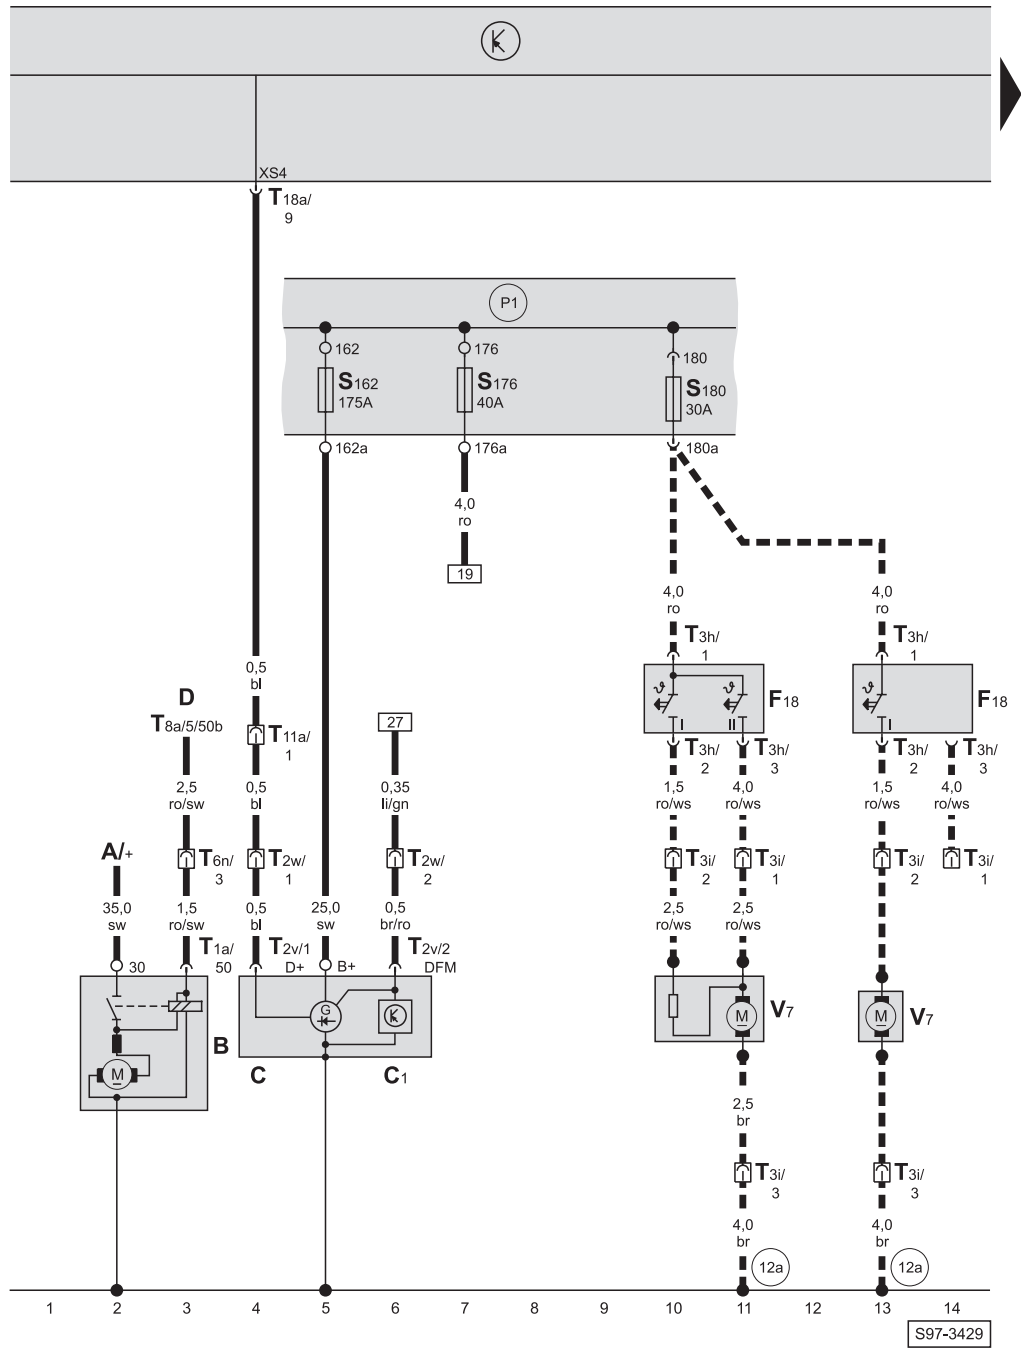 XS4
T18a/
9
P1
162
176
180
S162
175A
S176
40A
S180
30A
162a
176a
180a
4,0
ro
19
4,0
ro
4,0
ro
T3h/
1
T3h/
1
0,5
bl
D
T8a/5/50b
T11a/
1
27
ϑ
ϑ
I
II
F18
ϑ
I
F18
T3h/
2
T3h/
3
T3h/
2
T3h/
3
2,5
ro/sw
0,5
bl
0,35
li/gn
1,5
ro/ws
4,0
ro/ws
1,5
ro/ws
4,0
ro/ws
A/+
T6n/
3
T2w/
1
T2w/
2
T3i/
2
T3i/
1
T3i/
2
T3i/
1
35,0
sw
1,5
ro/sw
0,5
bl
25,0
sw
0,5
br/ro
2,5
ro/ws
2,5
ro/ws
30
T1a/
50
T2v/1
D+
B+
T2v/2
DFM
G
M
B
C
C1
M
V7
M
V7
2,5
br
T3i/
3
T3i/
3
4,0
br
4,0
br
12a
12a
1 2 3 4 5 6 7 8 9 10 11 12 13 14
S97-3429